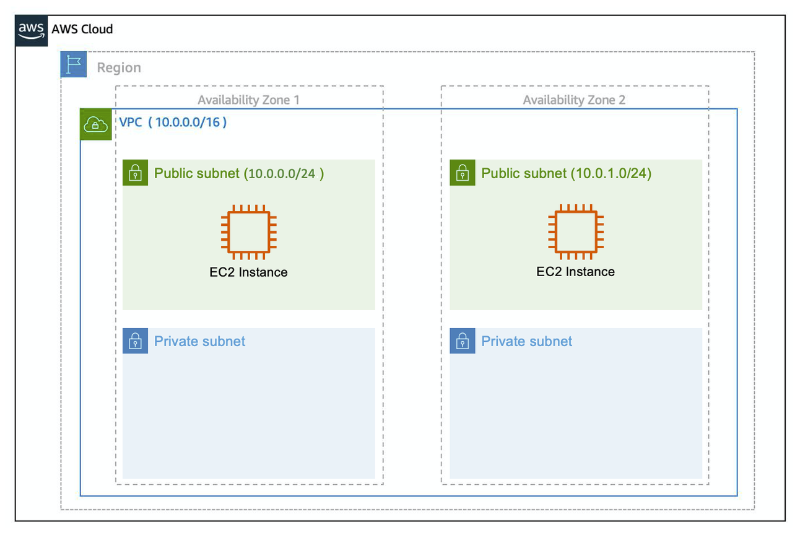 aws
AWS Cloud
Region
Availability Zone 1
Availability Zone 2
VPC ( 10.0.0.0/16 )
Public subnet (10.0.0.0/24 )
Public subnet (10.0.1.0/24)
EC2 Instance
EC2 Instance
Private subnet
Private subnet